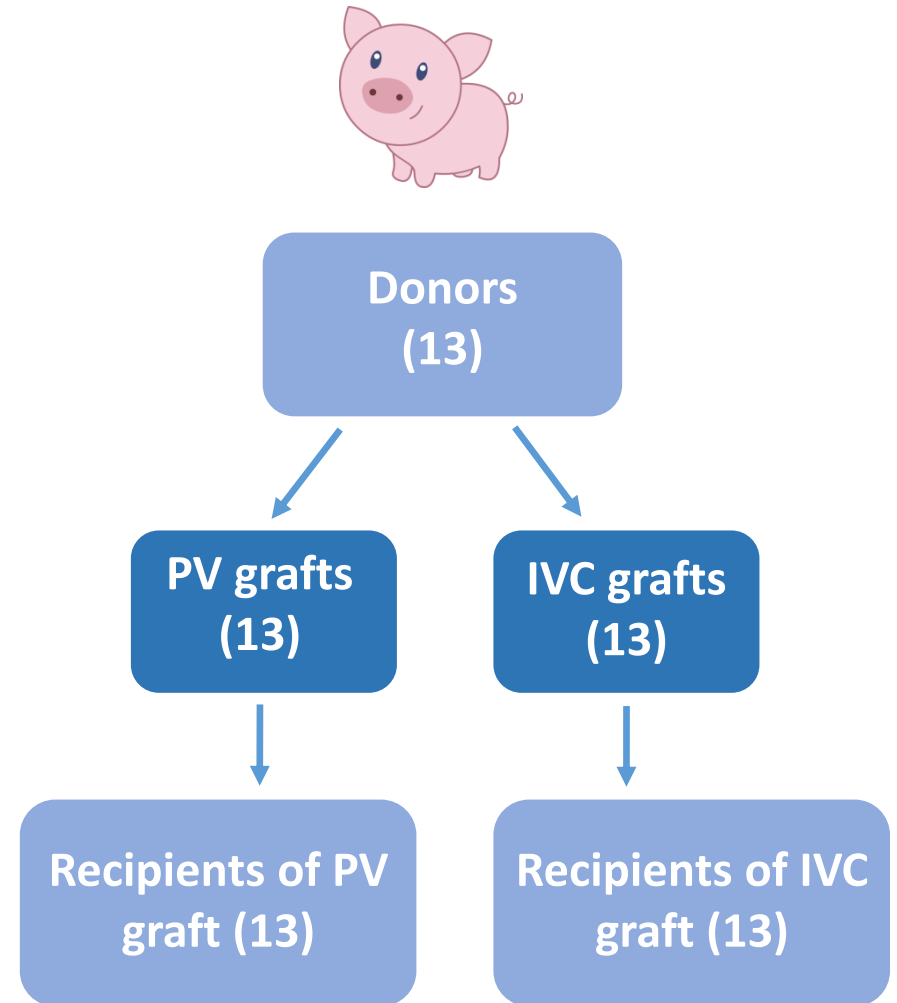 Donors
(13)
PV grafts
(13)
IVC grafts
(13)
Recipients of PV
graft (13)
Recipients of IVC
graft (13)